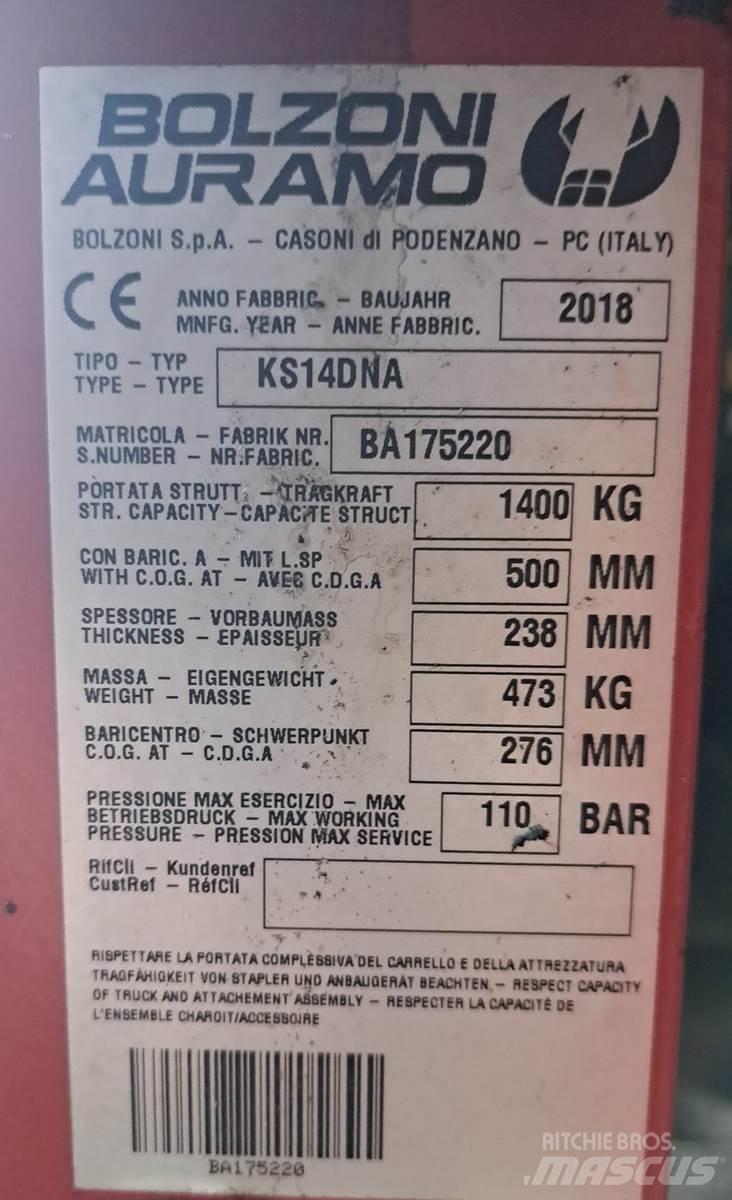 BOLZONI
AURAMO
BOLZONI S.p.A. – CASONI di PODENZANO – PC (ITALY)
CE ANNO FABBRIC. – BAUJAHR
MNFG. YEAR – ANNE FABBRIC. 2018
TIPO – TYP
TYPE – TYPE KS14DNA
MATRICOLA – FABRIK NR.
S.NUMBER – NR.FABRIC. BA175220
PORTATA STRUTT. – TRAGKRAFT
STR. CAPACITY – CAPACITE STRUCT 1400 KG
CON BARIC. A – MIT L.SP
WITH C.O.G. AT – AVEC C.D.G.A 500 MM
SPESSORE – VORBAUMASS
THICKNESS – EPAISSEUR 238 MM
MASSA – EIGENGEWICHT
WEIGHT – MASSE 473 KG
BARICENTRO – SCHWERPUNKT
C.O.G. AT – C.D.G.A 276 MM
PRESSIONE MAX ESERCIZIO – MAX
BETRIEBSDRUCK – MAX WORKING
PRESSURE – PRESSION MAX SERVICE 110 BAR
RifCli – Kundenref
CustRef – RéfCli
RISPETTARE LA PORTATA COMPLESSIVA DEL CARRELLO E DELLA ATTREZZATURA
TRAGFÄHIGKEIT VON STAPLER UND ANBAUGERÄT BEACHTEN – RESPECT CAPACITY
OF TRUCK AND ATTACHEMENT ASSEMBLY – RESPECTER LA CAPACITÉ DE
L'ENSEMBLE CHAROIT/ACCESSOIRE
BA175220
RITCHIE BROS.
MASCUS